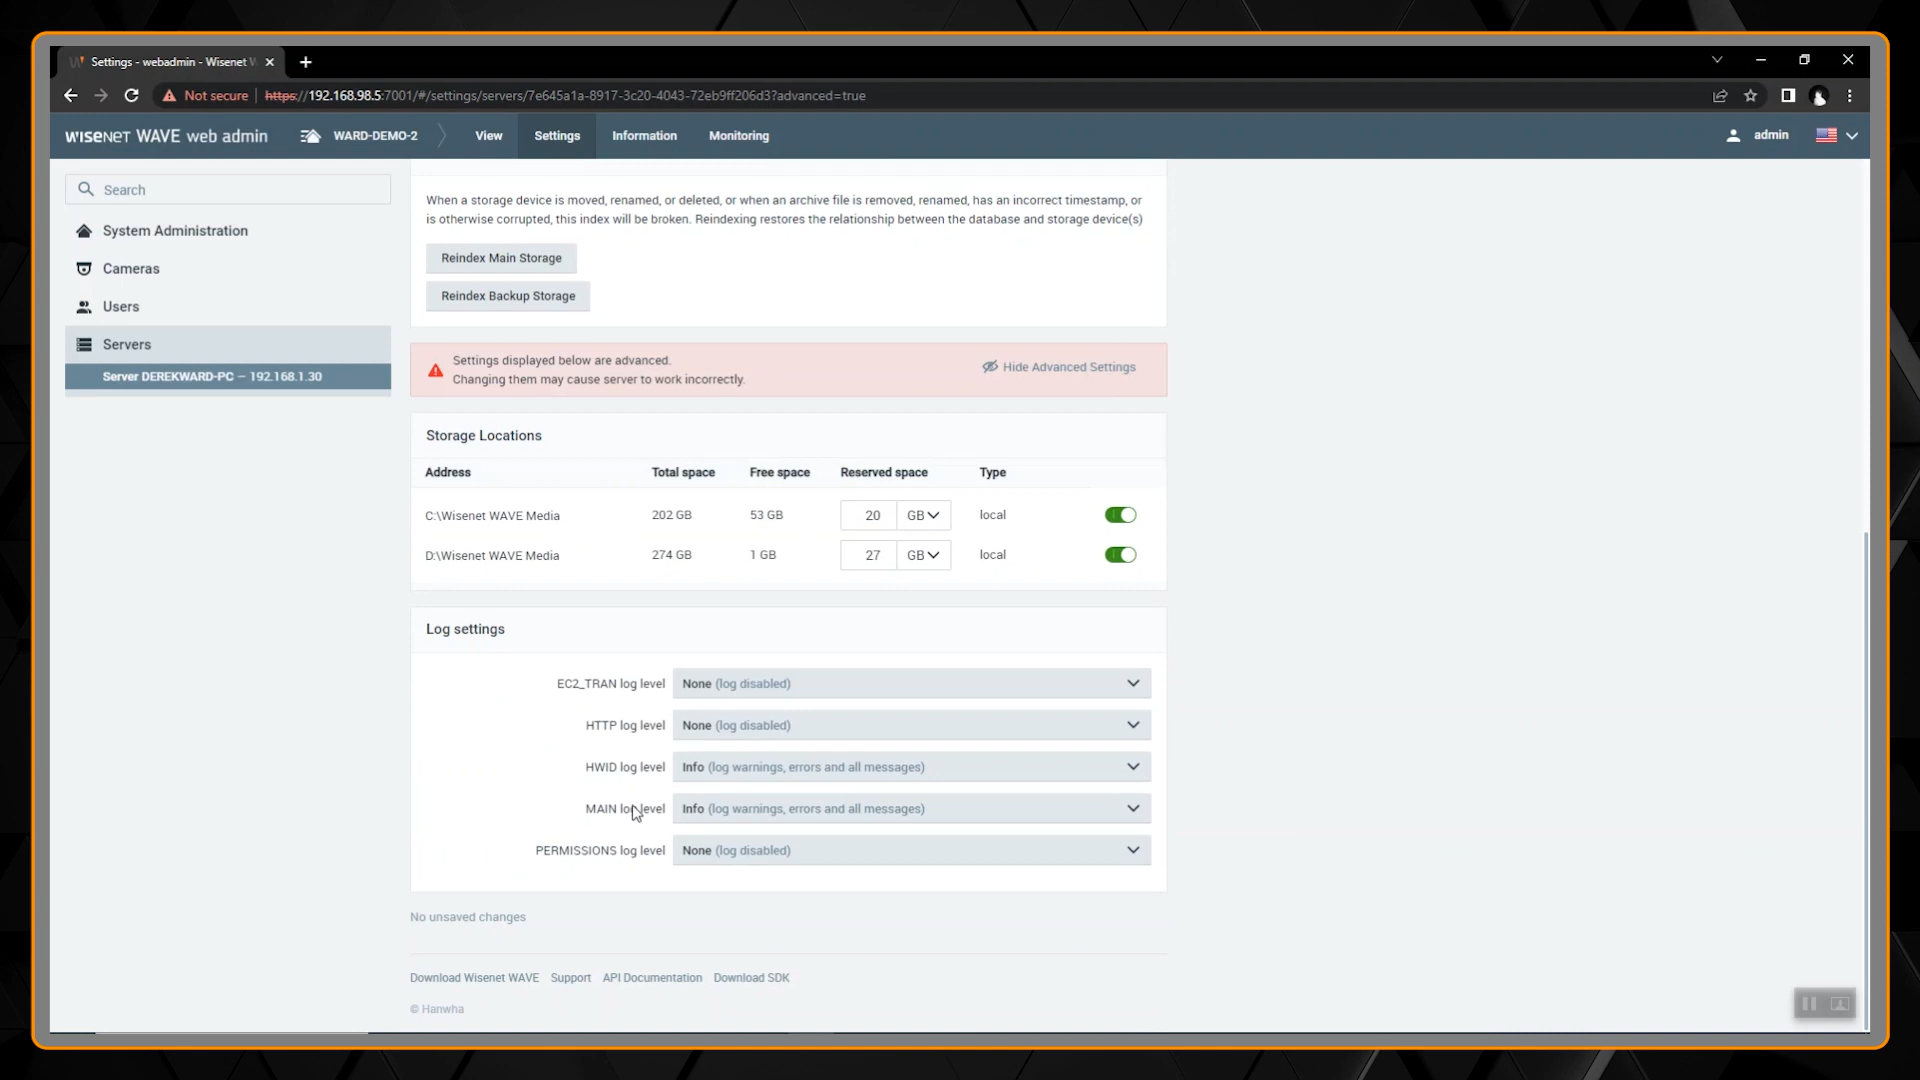 Settings - webadmin - Wisenet W
Not secure https://192.168.98.5:7001/#/settings/servers/7e645a1a-8917-3c20-4043-72eb9ff206d3?advanced=true
WISENET WAVE web admin WARD-DEMO-2 View Settings Information Monitoring admin
Search
System Administration
Cameras
Users
Servers
Server DEREKWARD-PC – 192.168.1.30
When a storage device is moved, renamed, or deleted, or when an archive file is removed, renamed, has an incorrect timestamp, or
is otherwise corrupted, this index will be broken. Reindexing restores the relationship between the database and storage device(s)
Reindex Main Storage
Reindex Backup Storage
Settings displayed below are advanced.
Changing them may cause server to work incorrectly.
Hide Advanced Settings
Storage Locations
Address Total space Free space Reserved space Type
C:\Wisenet WAVE Media 202 GB 53 GB 20 GB local
D:\Wisenet WAVE Media 274 GB 1 GB 27 GB local
Log settings
EC2_TRAN log level None (log disabled)
HTTP log level None (log disabled)
HWID log level Info (log warnings, errors and all messages)
MAIN log level Info (log warnings, errors and all messages)
PERMISSIONS log level None (log disabled)
No unsaved changes
Download Wisenet WAVE Support API Documentation Download SDK
© Hanwha